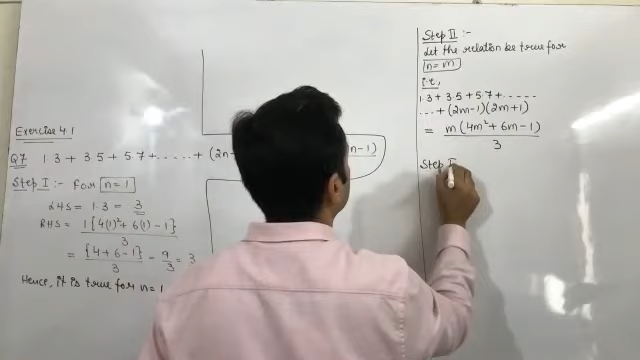 Exercise 4.1
Q7 1.3 + 3.5 + 5.7 + ..... + (2n- n-1)
Step I :- For n = 1
LHS = 1.3 = 3
RHS = 1{4(1)² + 6(1) - 1}
3
= {4+6-1} - 9 = 3
3 3
Hence, it is true for n = 1
Step II :-
Let the relation be true for
n = m
i.e.,
1.3 + 3.5 + 5.7 + .....
... + (2m-1)(2m+1)
= m(4m² + 6m - 1)
3
Step I